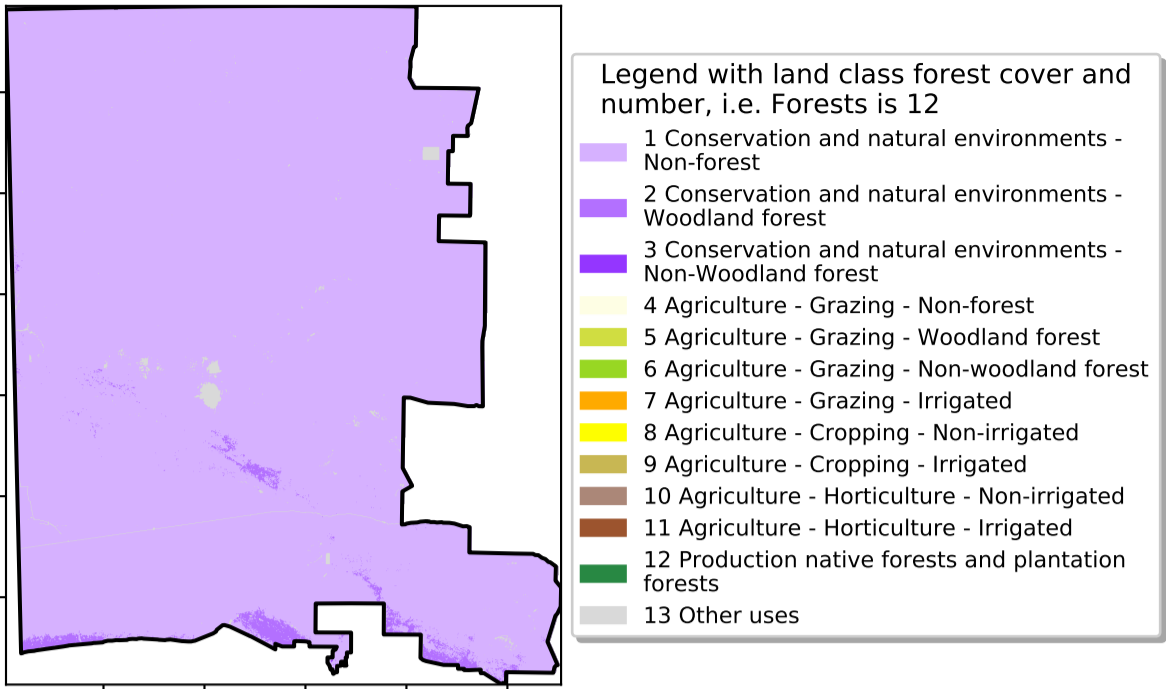 Legend with land class forest cover and
number, i.e. Forests is 12
1 Conservation and natural environments -
Non-forest
2 Conservation and natural environments -
Woodland forest
3 Conservation and natural environments -
Non-Woodland forest
4 Agriculture - Grazing - Non-forest
5 Agriculture - Grazing - Woodland forest
6 Agriculture - Grazing - Non-woodland forest
7 Agriculture - Grazing - Irrigated
8 Agriculture - Cropping - Non-irrigated
9 Agriculture - Cropping - Irrigated
10 Agriculture - Horticulture - Non-irrigated
11 Agriculture - Horticulture - Irrigated
12 Production native forests and plantation
forests
13 Other uses